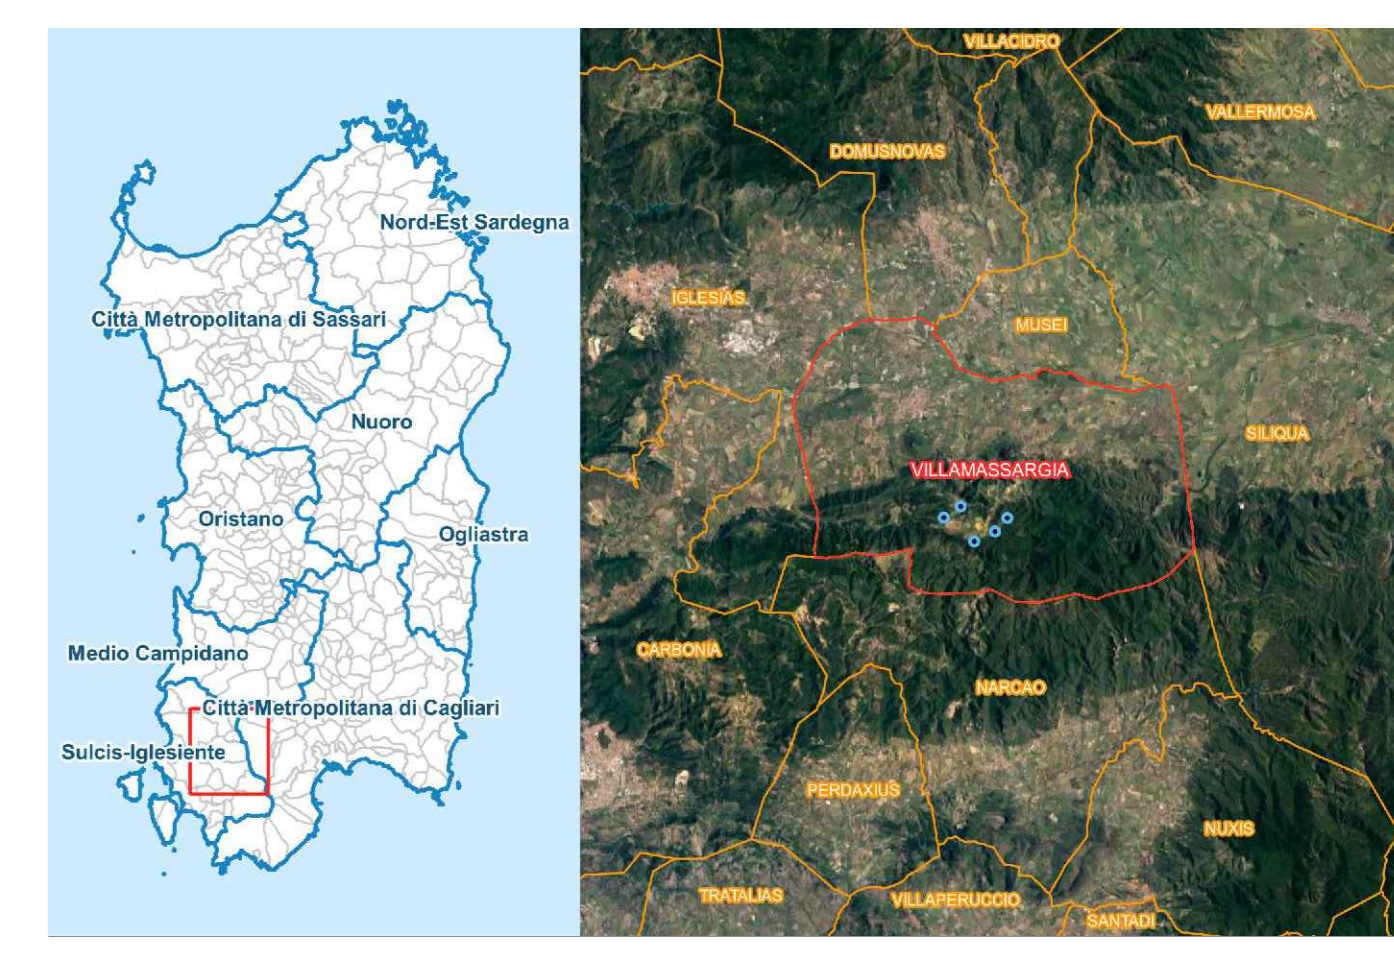 Nord-Est Sardegna
Città Metropolitana di Sassari
Nuoro
Oristano
Ogliastra
Medio Campidano
Città Metropolitana di Cagliari
Sulcis-Iglesiente
VILLACIDRO
VALLERMOSA
DOMUSNOVAS
IGLESIAS
MUSEI
SILIQUA
VILLAMASSARGIA
CARBONIA
NARCAO
PERDAXIUS
NUXIS
TRATALIAS
VILLAPERUCCIO
SANTADI